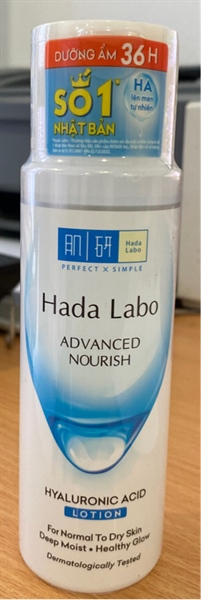 DƯỠNG ẨM 36H
SỐ 1*
NHẬT BẢN
HA
lên men
tự nhiên
肌研
Hada
Labo
PERFECT X SIMPLE
Hada Labo
ADVANCED
NOURISH
HYALURONIC ACID
LOTION
For Normal To Dry Skin
Deep Moist • Healthy Glow
Dermatologically Tested